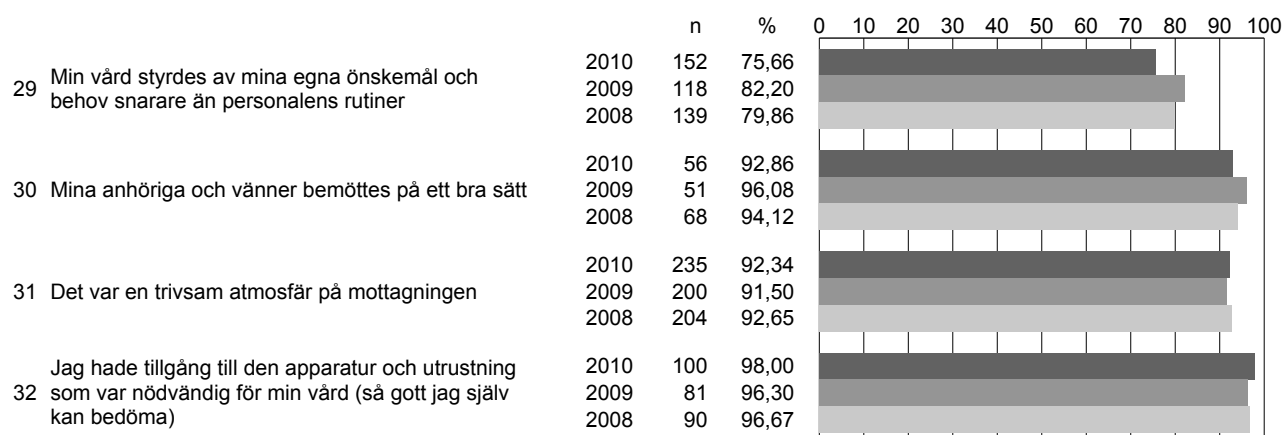 n % 0 10 20 30 40 50 60 70 80 90 100
2010 152 75,66
29 Min vård styrdes av mina egna önskemål och
behov snarare än personalens rutiner
2009 118 82,20
2008 139 79,86
2010 56 92,86
30 Mina anhöriga och vänner bemöttes på ett bra sätt 2009 51 96,08
2008 68 94,12
2010 235 92,34
31 Det var en trivsam atmosfär på mottagningen 2009 200 91,50
2008 204 92,65
Jag hade tillgång till den apparatur och utrustning 2010 100 98,00
32 som var nödvändig för min vård (så gott jag själv 2009 81 96,30
kan bedöma) 2008 90 96,67